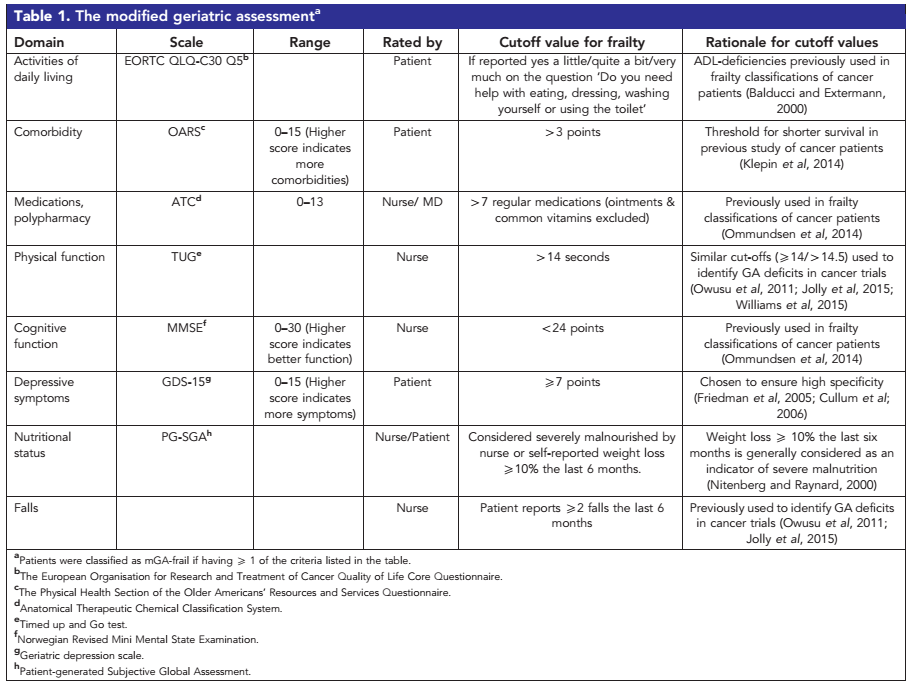 Table 1. The modified geriatric assessmentᵃ
Domain Scale Range Rated by Cutoff value for frailty Rationale for cutoff values
Activities of daily living EORTC QLQ-C30 Q5ᵇ Patient If reported yes a little/quite a bit/very much on the question ‘Do you need help with eating, dressing, washing yourself or using the toilet’ ADL-deficiencies previously used in frailty classifications of cancer patients (Balducci and Extermann, 2000)
Comorbidity OARSᶜ 0–15 (Higher score indicates more comorbidities) Patient >3 points Threshold for shorter survival in previous study of cancer patients (Klepin et al, 2014)
Medications, polypharmacy ATCᵈ 0–13 Nurse/ MD >7 regular medications (ointments & common vitamins excluded) Previously used in frailty classifications of cancer patients (Ommundsen et al, 2014)
Physical function TUGᵉ Nurse >14 seconds Similar cut-offs (⩾14/>14.5) used to identify GA deficits in cancer trials (Owusu et al, 2011; Jolly et al, 2015; Williams et al, 2015)
Cognitive function MMSEᶠ 0–30 (Higher score indicates better function) Nurse <24 points Previously used in frailty classifications of cancer patients (Ommundsen et al, 2014)
Depressive symptoms GDS-15ᵍ 0–15 (Higher score indicates more symptoms) Patient ⩾7 points Chosen to ensure high specificity (Friedman et al, 2005; Cullum et al; 2006)
Nutritional status PG-SGAʰ Nurse/Patient Considered severely malnourished by nurse or self-reported weight loss ⩾10% the last 6 months. Weight loss ⩾ 10% the last six months is generally considered as an indicator of severe malnutrition (Nitenberg and Raynard, 2000)
Falls Nurse Patient reports ⩾2 falls the last 6 months Previously used to identify GA deficits in cancer trials (Owusu et al, 2011; Jolly et al, 2015)
ᵃPatients were classified as mGA-frail if having ⩾ 1 of the criteria listed in the table.
ᵇThe European Organisation for Research and Treatment of Cancer Quality of Life Core Questionnaire.
ᶜThe Physical Health Section of the Older Americans’ Resources and Services Questionnaire.
ᵈAnatomical Therapeutic Chemical Classification System.
ᵉTimed up and Go test.
ᶠNorwegian Revised Mini Mental State Examination.
ᵍGeriatric depression scale.
ʰPatient-generated Subjective Global Assessment.